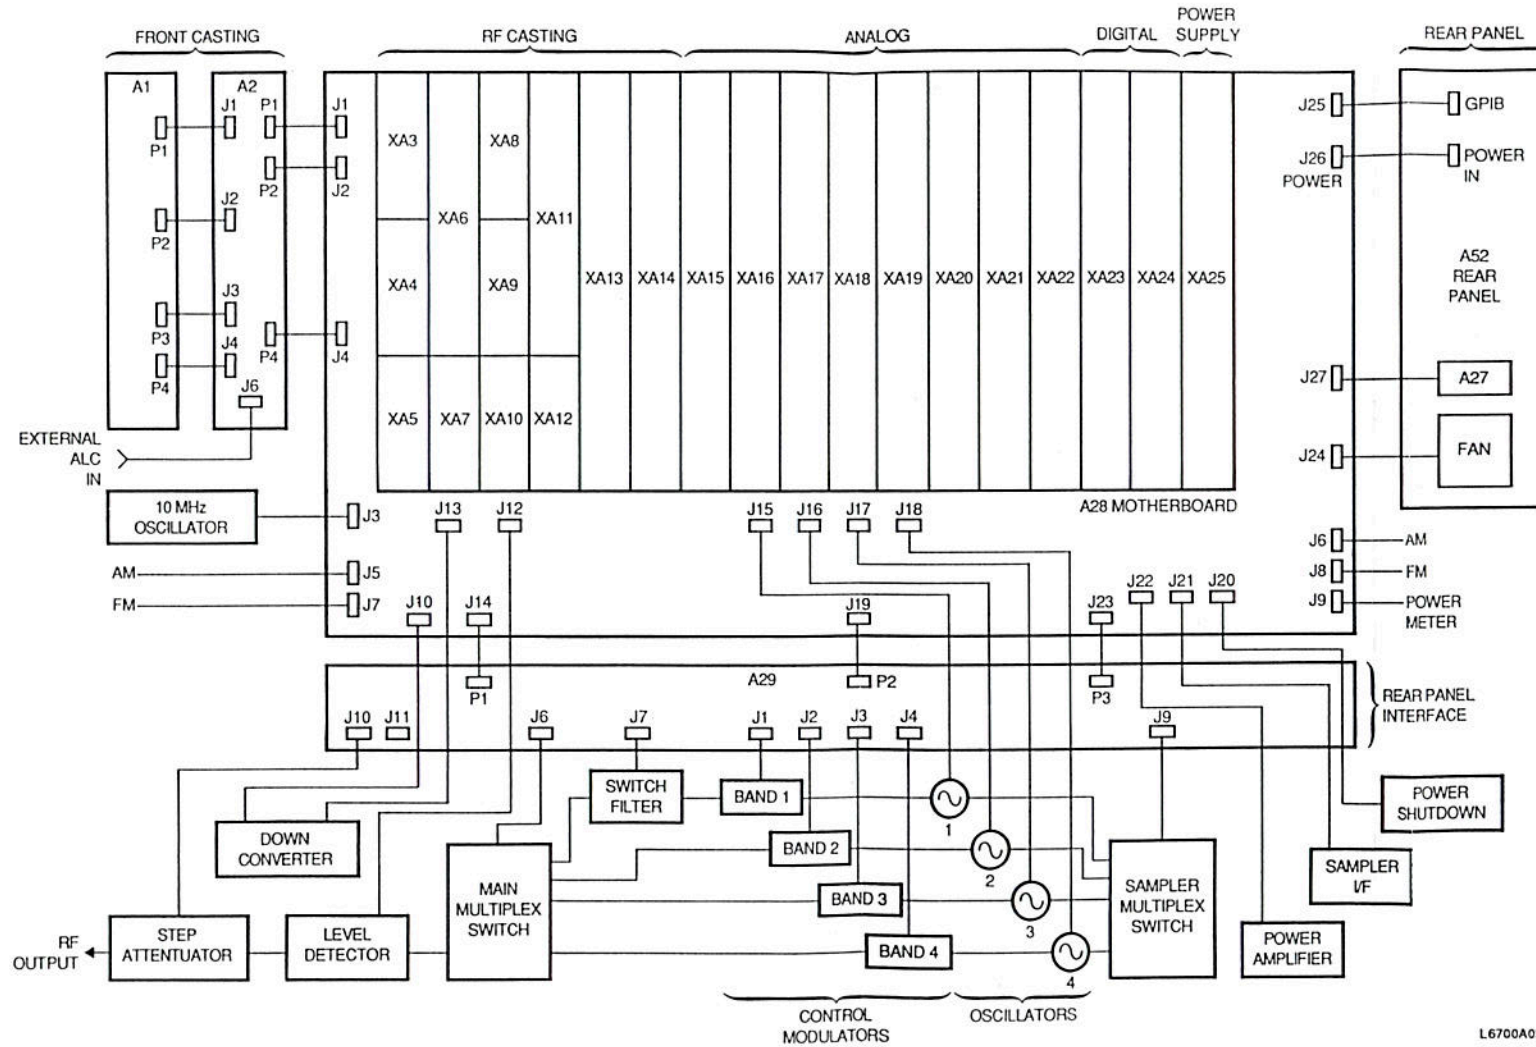 FRONT CASTING
RF CASTING
ANALOG
DIGITAL
POWER
SUPPLY
REAR PANEL
A1
A2
J1
P1
J1
P1
P2
J2
J2
P2
J3
P3
J4
P4
P4
J4
J6
EXTERNAL
ALC
IN
XA3
XA4
XA5
XA6
XA7
XA8
XA9
XA10
XA11
XA12
XA13
XA14
XA15
XA16
XA17
XA18
XA19
XA20
XA21
XA22
XA23
XA24
XA25
J25
GPIB
J26
POWER
POWER
IN
A52
REAR
PANEL
J27
A27
J24
FAN
10 MHz
OSCILLATOR
J3
J13
J12
J15
J16
J17
J18
A28 MOTHERBOARD
AM
J5
FM
J7
J10
J14
J19
J23
J22
J21
J20
J6
AM
J8
FM
J9
POWER
METER
A29
P1
P2
P3
J10
J11
J6
J7
J1
J2
J3
J4
J9
REAR PANEL
INTERFACE
SWITCH
FILTER
BAND 1
BAND 2
BAND 3
BAND 4
1
2
3
4
DOWN
CONVERTER
MAIN
MULTIPLEX
SWITCH
SAMPLER
MULTIPLEX
SWITCH
POWER
SHUTDOWN
SAMPLER
I/F
POWER
AMPLIFIER
RF
OUTPUT
STEP
ATTENUATOR
LEVEL
DETECTOR
CONTROL
MODULATORS
OSCILLATORS
L6700A0